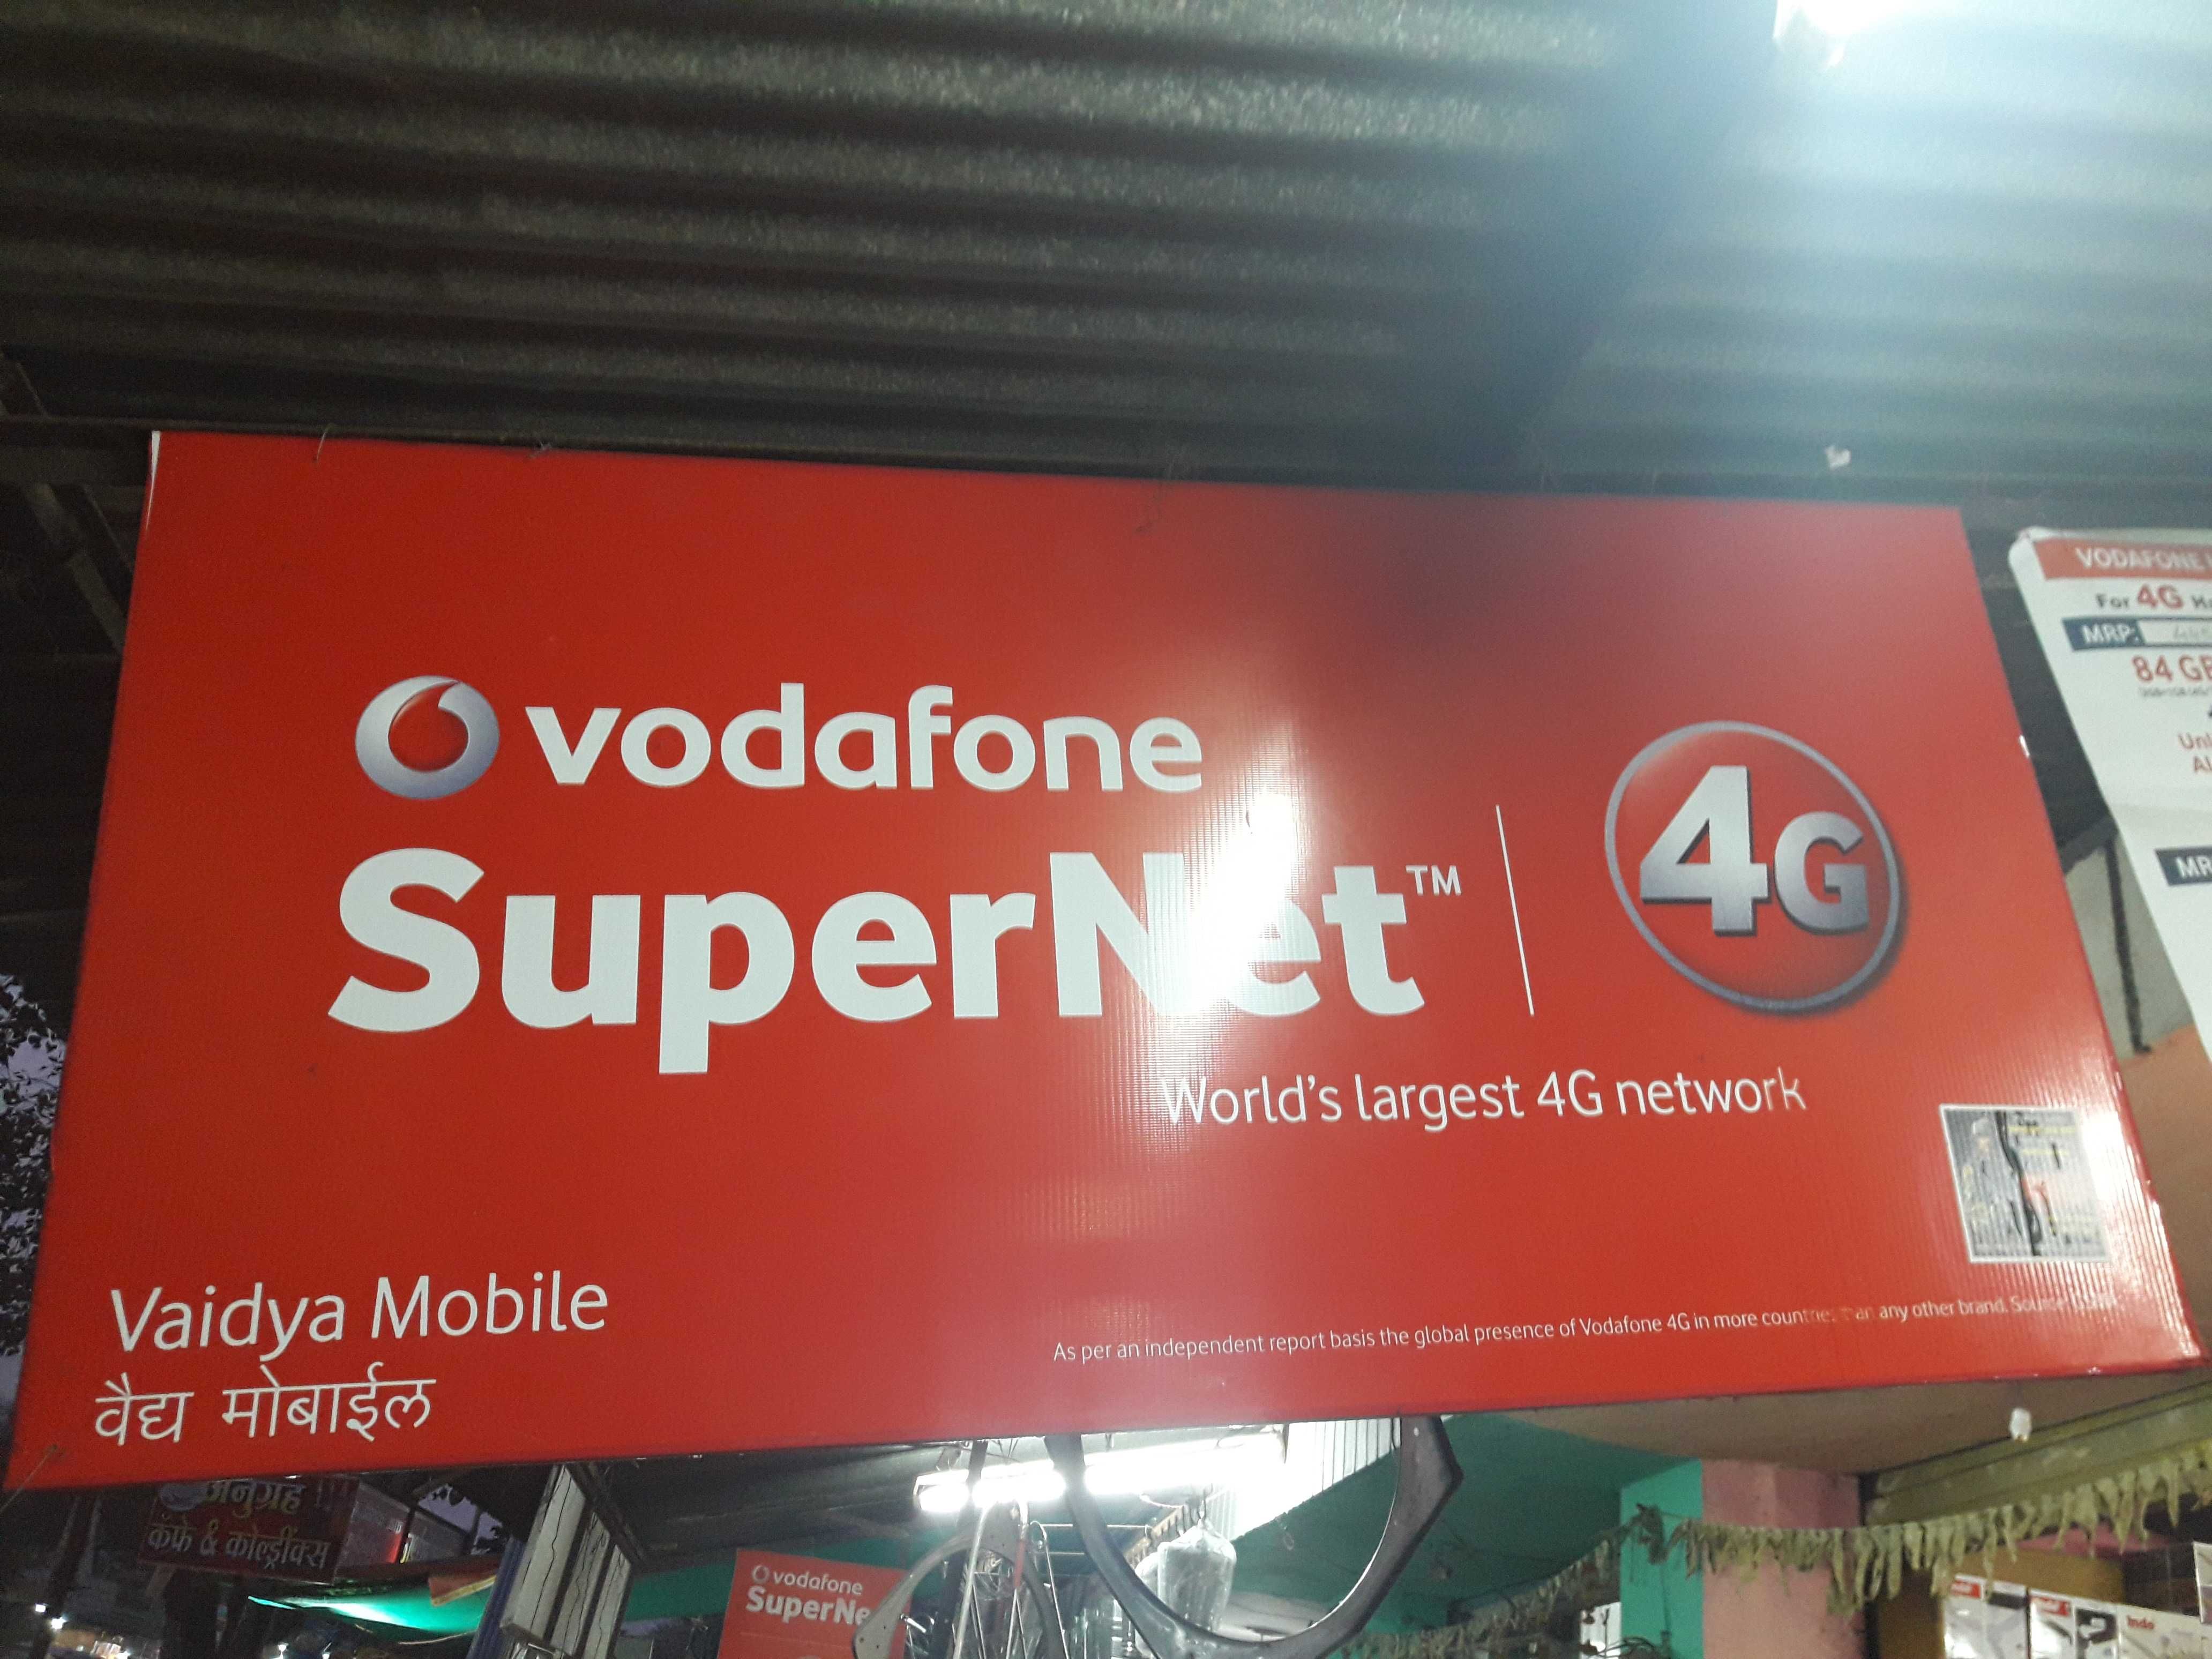 vodafone
SuperNet™
4G
World's largest 4G network
Vaidya Mobile
वैद्य मोबाईल
As per an independent report basis the global presence of Vodafone 4G in more countries than any other brand.
VODAFONE
For 4G
MRP:
84 GB
अनुग्रह
कॅफे & कोल्ड्रींक्स
vodafone
SuperNe
Indo